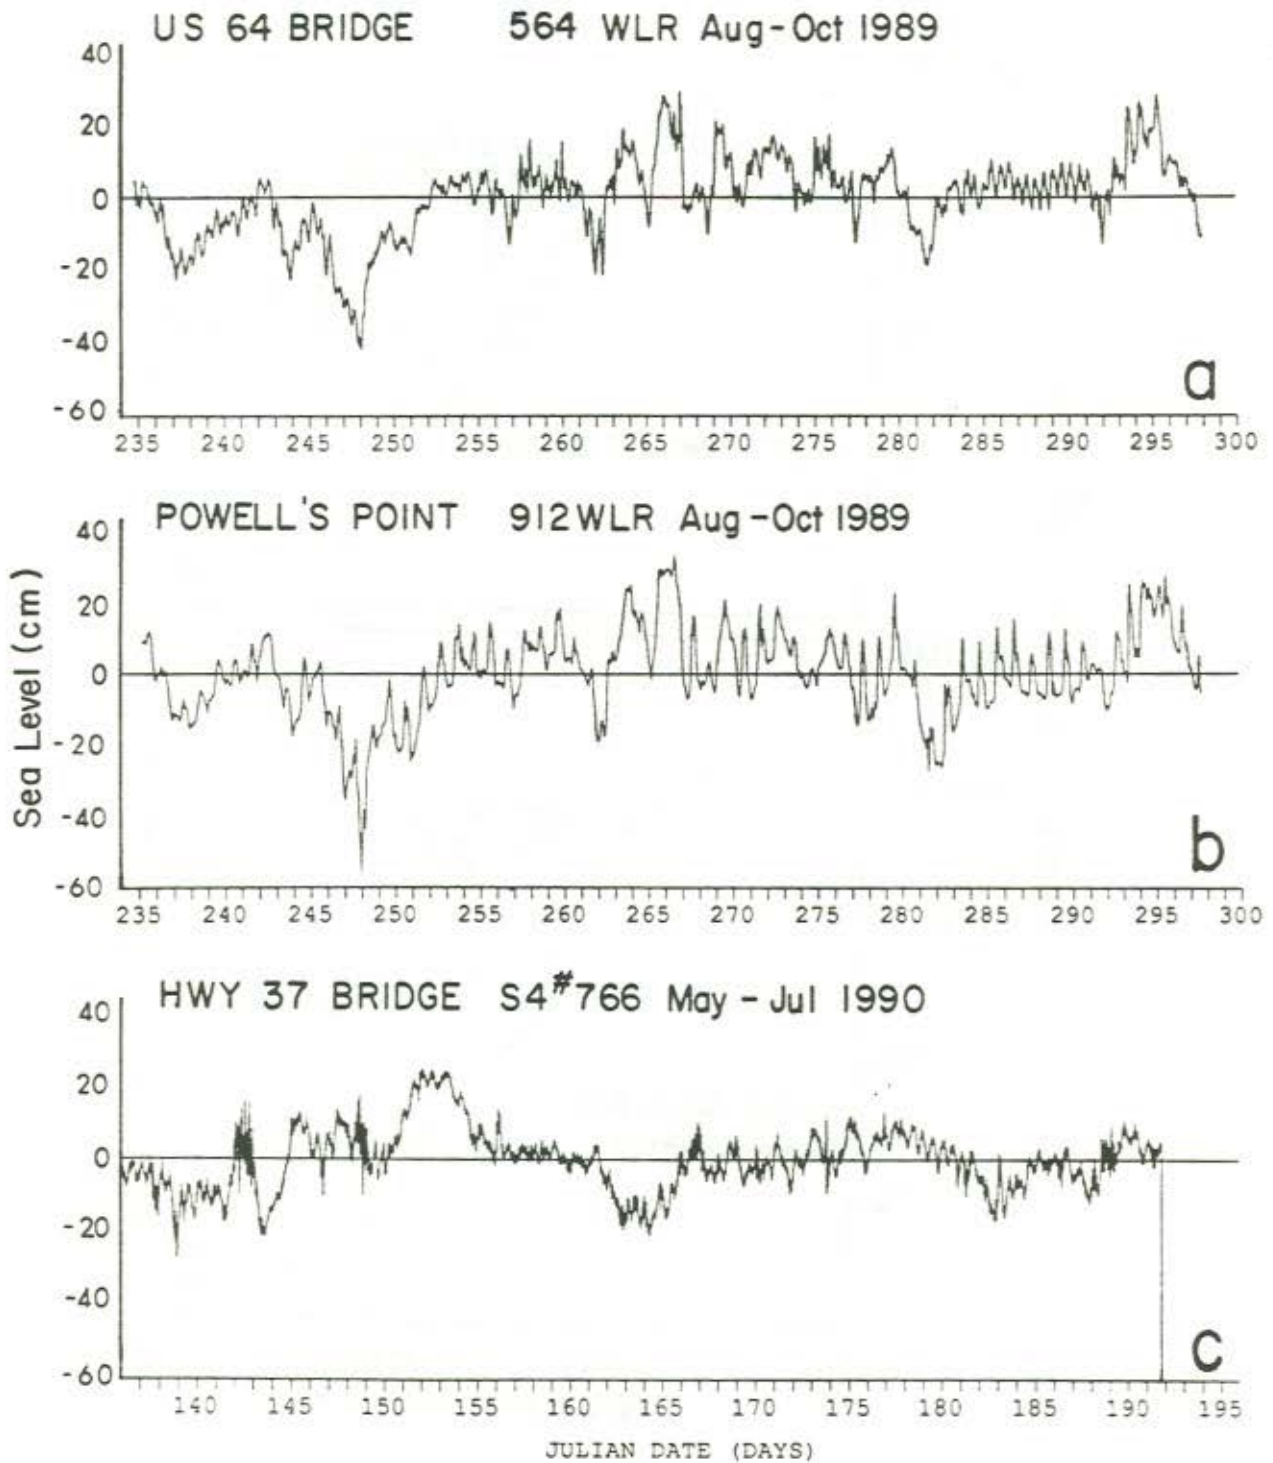 US 64 BRIDGE 564 WLR Aug-Oct 1989
40
20
0
-20
-40
-60
a
235 240 245 250 255 260 265 270 275 280 285 290 295 300
POWELL'S POINT 912WLR Aug-Oct 1989
40
20
0
-20
-40
-60
Sea Level (cm)
b
235 240 245 250 255 260 265 270 275 280 285 290 295 300
HWY 37 BRIDGE S4#766 May-Jul 1990
40
20
0
-20
-40
-60
c
140 145 150 155 160 165 170 175 180 185 190 195
JULIAN DATE (DAYS)